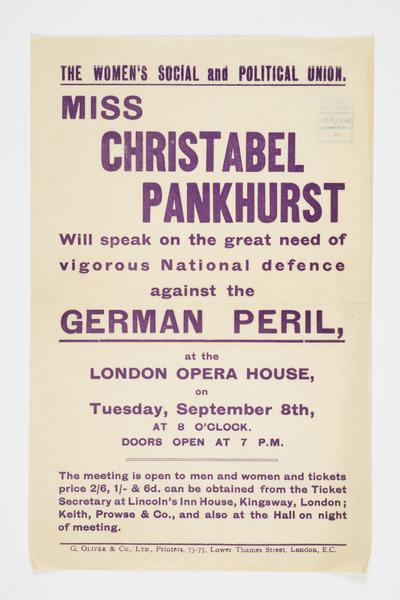 THE WOMEN'S SOCIAL and POLITICAL UNION.
MISS
CHRISTABEL
PANKHURST
Will speak on the great need of
vigorous National defence
against the
GERMAN PERIL,
at the
LONDON OPERA HOUSE,
on
Tuesday, September 8th,
AT 8 O'CLOCK.
DOORS OPEN AT 7 P.M.
The meeting is open to men and women and tickets
price 2/6, 1/- & 6d. can be obtained from the Ticket
Secretary at Lincoln's Inn House, Kingsway, London;
Keith, Prowse & Co., and also at the Hall on night
of meeting.
G. OLIVER & CO., LTD., Printers, 73-75, Lower Thames Street, London, E.C.